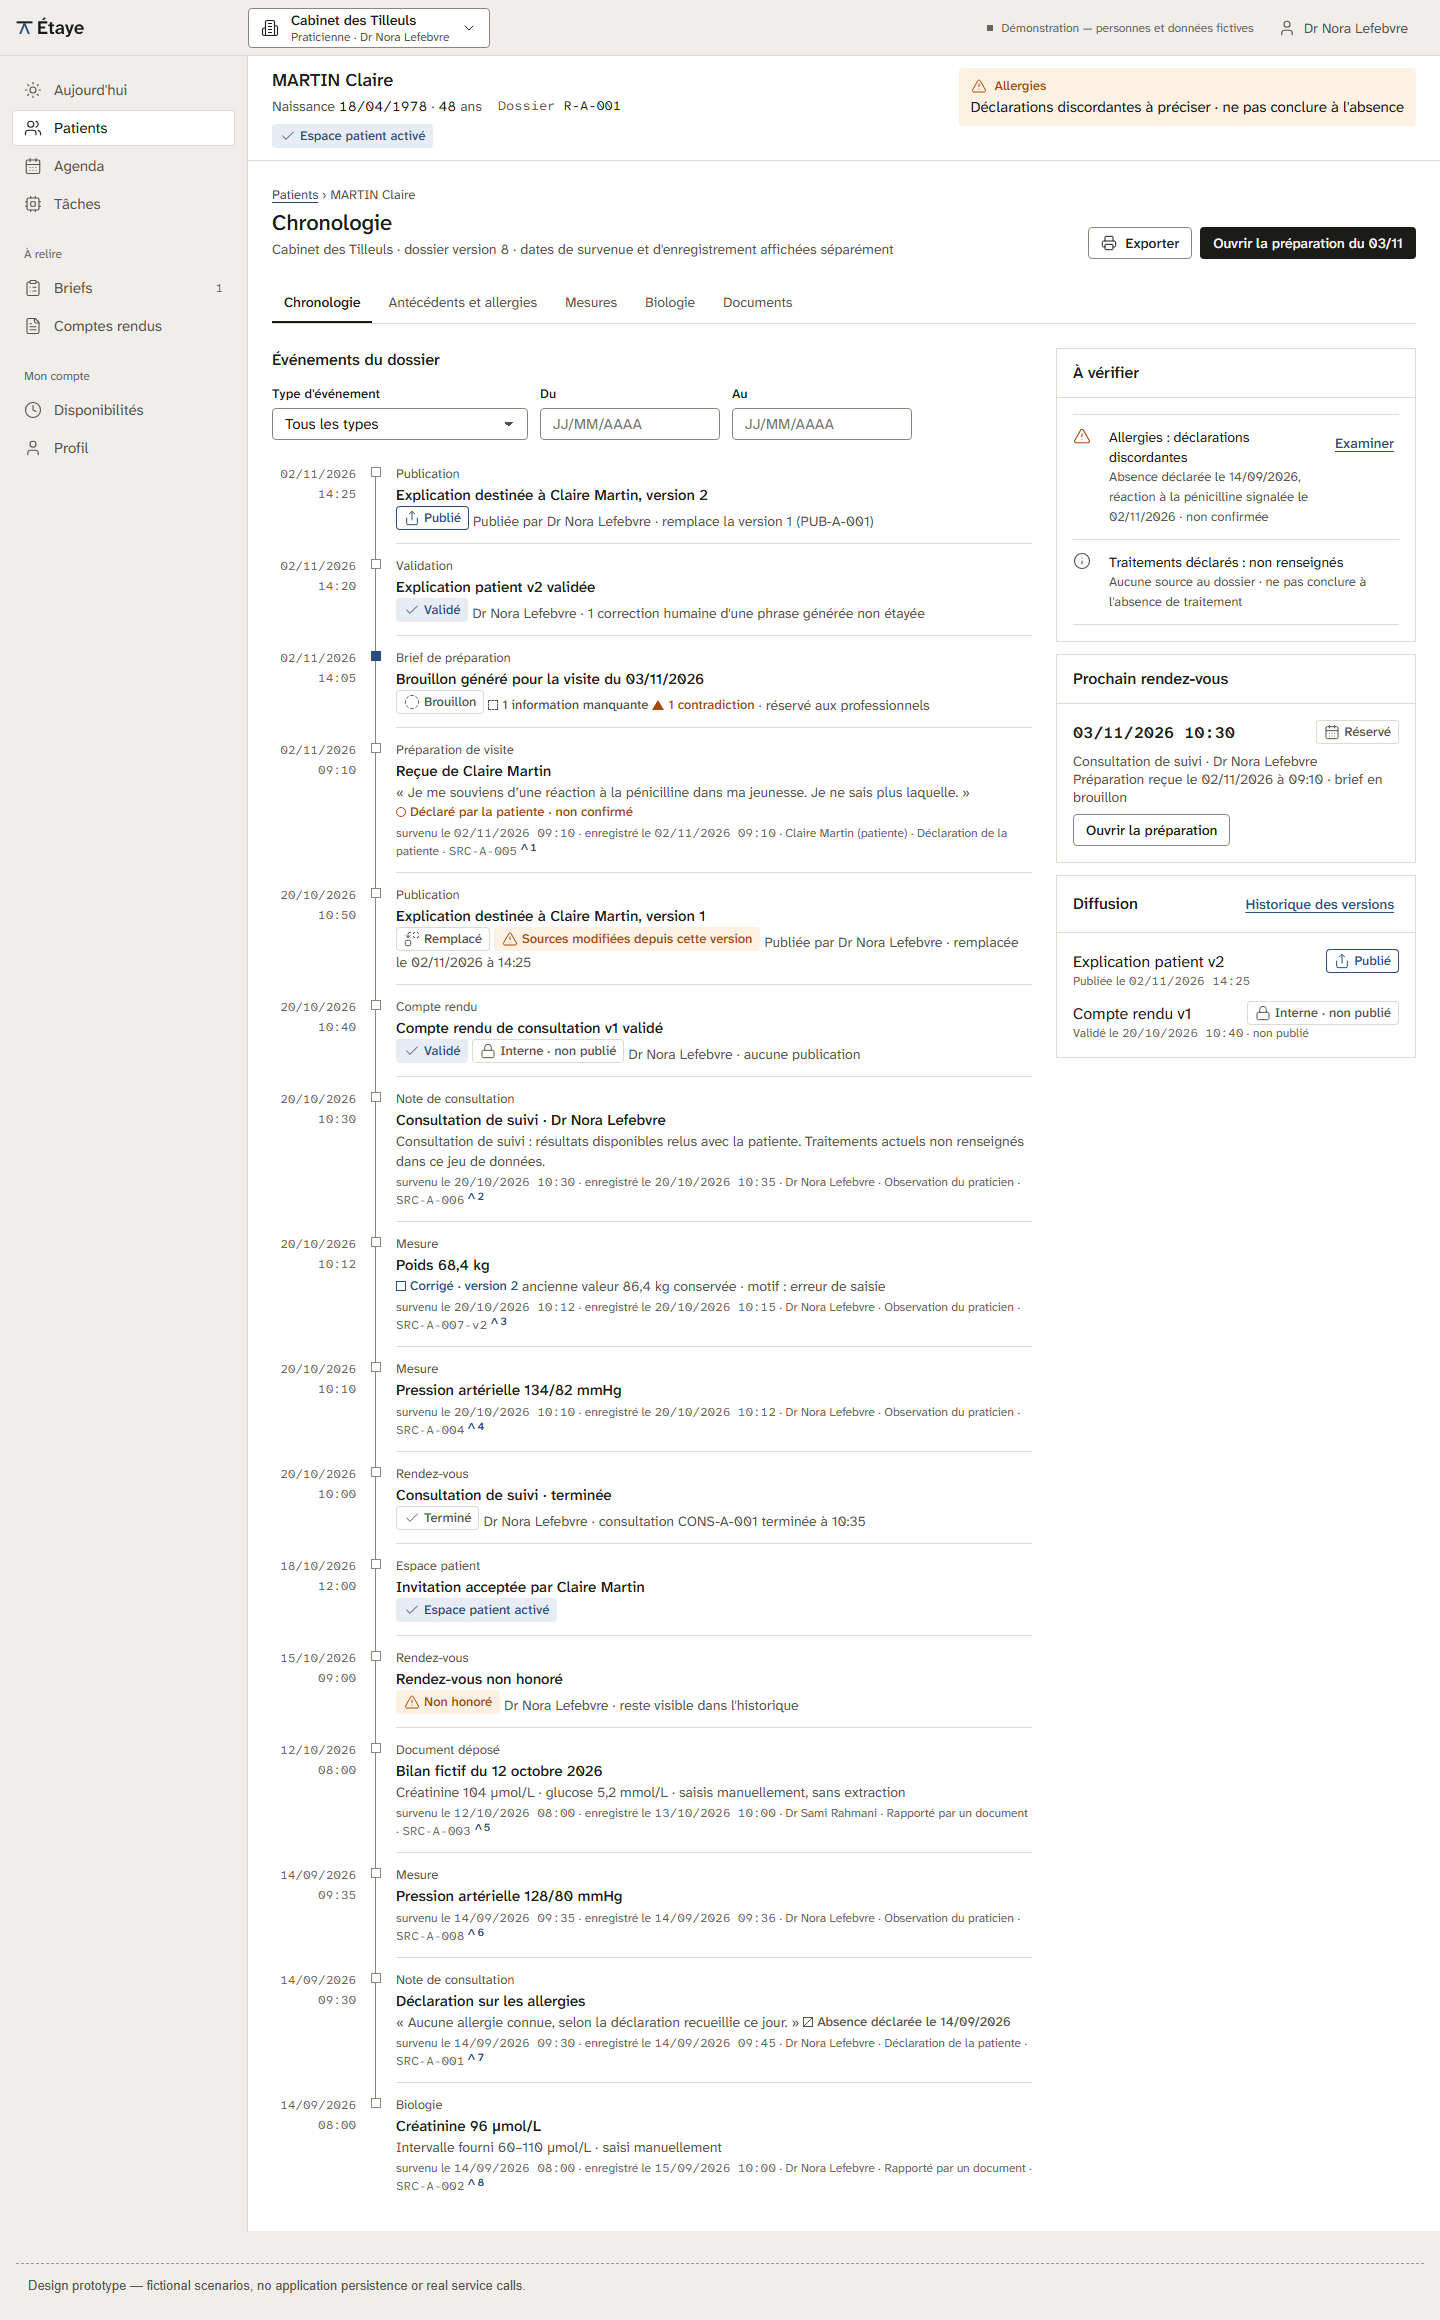 Étaye
Cabinet des Tilleuls
Praticienne · Dr Nora Lefebvre
Démonstration — personnes et données fictives
Dr Nora Lefebvre
Aujourd'hui
Patients
Agenda
Tâches
À relire
Briefs 1
Comptes rendus
Mon compte
Disponibilités
Profil
MARTIN Claire
Naissance 18/04/1978 · 48 ans Dossier R-A-001
Espace patient activé
Allergies
Déclarations discordantes à préciser · ne pas conclure à l'absence
Patients › MARTIN Claire
Chronologie
Cabinet des Tilleuls · dossier version 8 · dates de survenue et d'enregistrement affichées séparément
Exporter
Ouvrir la préparation du 03/11
Chronologie Antécédents et allergies Mesures Biologie Documents
Événements du dossier
Type d'événement Du Au
Tous les types JJ/MM/AAAA JJ/MM/AAAA
02/11/2026 Publication
14:25 Explication destinée à Claire Martin, version 2
Publié Publiée par Dr Nora Lefebvre · remplace la version 1 (PUB-A-001)
02/11/2026 Validation
14:20 Explication patient v2 validée
Validé Dr Nora Lefebvre · 1 correction humaine d'une phrase générée non étayée
02/11/2026 Brief de préparation
14:05 Brouillon généré pour la visite du 03/11/2026
Brouillon 1 information manquante 1 contradiction · réservé aux professionnels
02/11/2026 Préparation de visite
09:10 Reçue de Claire Martin
« Je me souviens d'une réaction à la pénicilline dans ma jeunesse. Je ne sais plus laquelle. »
Déclaré par la patiente · non confirmé
survenu le 02/11/2026 09:10 · enregistré le 02/11/2026 09:10 · Claire Martin (patiente) · Déclaration de la
patiente · SRC-A-005 ^1
20/10/2026 Publication
10:50 Explication destinée à Claire Martin, version 1
Remplacé Sources modifiées depuis cette version Publiée par Dr Nora Lefebvre · remplacée
le 02/11/2026 à 14:25
20/10/2026 Compte rendu
10:40 Compte rendu de consultation v1 validé
Validé Interne · non publié Dr Nora Lefebvre · aucune publication
20/10/2026 Note de consultation
10:30 Consultation de suivi · Dr Nora Lefebvre
Consultation de suivi : résultats disponibles relus avec la patiente. Traitements actuels non renseignés
dans ce jeu de données.
survenu le 20/10/2026 10:30 · enregistré le 20/10/2026 10:35 · Dr Nora Lefebvre · Observation du praticien ·
SRC-A-006 ^2
20/10/2026 Mesure
10:12 Poids 68,4 kg
Corrigé · version 2 ancienne valeur 86,4 kg conservée · motif : erreur de saisie
survenu le 20/10/2026 10:12 · enregistré le 20/10/2026 10:15 · Dr Nora Lefebvre · Observation du praticien ·
SRC-A-007-v2 ^3
20/10/2026 Mesure
10:10 Pression artérielle 134/82 mmHg
survenu le 20/10/2026 10:10 · enregistré le 20/10/2026 10:12 · Dr Nora Lefebvre · Observation du praticien ·
SRC-A-004 ^4
20/10/2026 Rendez-vous
10:00 Consultation de suivi · terminée
Terminé Dr Nora Lefebvre · consultation CONS-A-001 terminée à 10:35
18/10/2026 Espace patient
12:00 Invitation acceptée par Claire Martin
Espace patient activé
15/10/2026 Rendez-vous
09:00 Rendez-vous non honoré
Non honoré Dr Nora Lefebvre · reste visible dans l'historique
12/10/2026 Document déposé
08:00 Bilan fictif du 12 octobre 2026
Créatinine 104 µmol/L · glucose 5,2 mmol/L · saisis manuellement, sans extraction
survenu le 12/10/2026 08:00 · enregistré le 13/10/2026 10:00 · Dr Sami Rahmani · Rapporté par un document
· SRC-A-003 ^5
14/09/2026 Mesure
09:35 Pression artérielle 128/80 mmHg
survenu le 14/09/2026 09:35 · enregistré le 14/09/2026 09:36 · Dr Nora Lefebvre · Observation du praticien ·
SRC-A-008 ^6
14/09/2026 Note de consultation
09:30 Déclaration sur les allergies
« Aucune allergie connue, selon la déclaration recueillie ce jour. » Absence déclarée le 14/09/2026
survenu le 14/09/2026 09:30 · enregistré le 14/09/2026 09:45 · Dr Nora Lefebvre · Déclaration de la patiente ·
SRC-A-001 ^7
14/09/2026 Biologie
08:00 Créatinine 96 µmol/L
Intervalle fourni 60–110 µmol/L · saisi manuellement
survenu le 14/09/2026 08:00 · enregistré le 15/09/2026 10:00 · Dr Nora Lefebvre · Rapporté par un document ·
SRC-A-002 ^8
À vérifier
Allergies : déclarations
discordantes
Examiner
Absence déclarée le 14/09/2026,
réaction à la pénicilline signalée le
02/11/2026 · non confirmée
Traitements déclarés : non renseignés
Aucune source au dossier · ne pas conclure à
l'absence de traitement
Prochain rendez-vous
03/11/2026 10:30 Réservé
Consultation de suivi · Dr Nora Lefebvre
Préparation reçue le 02/11/2026 à 09:10 · brief en
brouillon
Ouvrir la préparation
Diffusion Historique des versions
Explication patient v2 Publié
Publiée le 02/11/2026 14:25
Compte rendu v1 Interne · non publié
Validé le 20/10/2026 10:40 · non publié
Design prototype — fictional scenarios, no application persistence or real service calls.